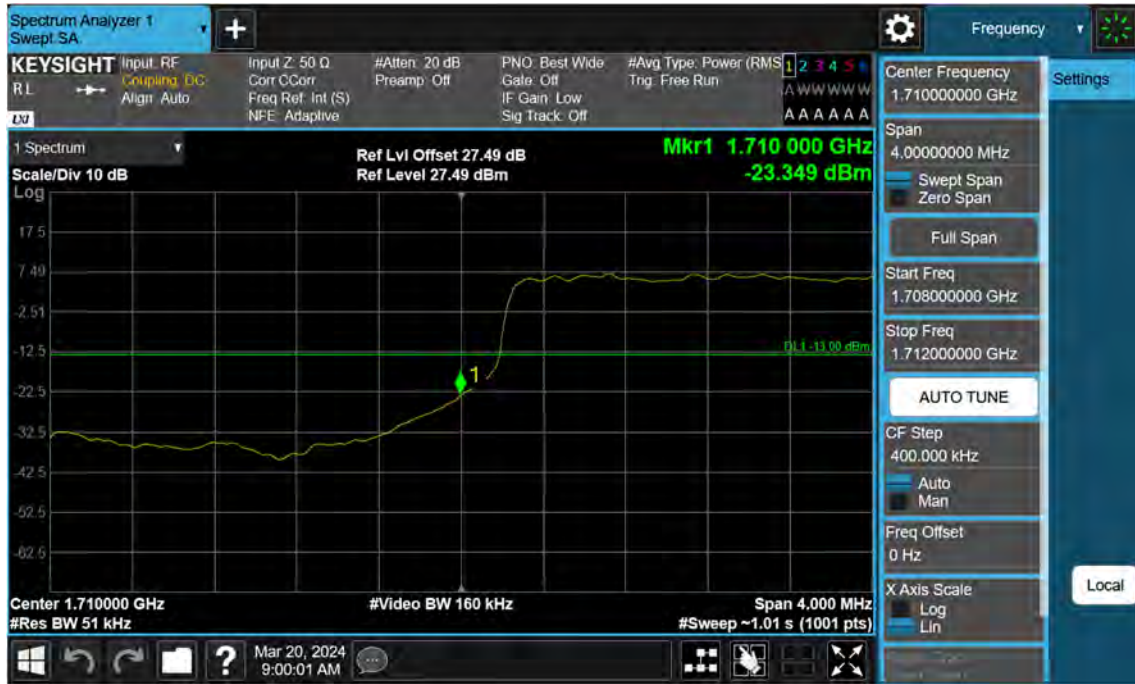 Spectrum Analyzer 1
Swept SA
Frequency
KEYSIGHT
RL
LXI
Input: RF
Coupling: DC
Align: Auto
Input Z: 50 Ω
Corr CCorr
Freq Ref: Int (S)
NFE: Adaptive
#Atten: 20 dB
Preamp: Off
PNO: Best Wide
Gate: Off
IF Gain: Low
Sig Track: Off
#Avg Type: Power (RMS
Trig: Free Run
1 2 3 4 5 6
A W W W W W
A A A A A A
1 Spectrum
Scale/Div 10 dB
Ref Lvl Offset 27.49 dB
Ref Level 27.49 dBm
Mkr1 1.710 000 GHz
-23.349 dBm
Log
17.5
7.49
-2.51
-12.5
-22.5
-32.5
-42.5
-52.5
-62.5
DL1 -13.00 dBm
1
Center 1.710000 GHz
#Res BW 51 kHz
#Video BW 160 kHz
Span 4.000 MHz
#Sweep ~1.01 s (1001 pts)
Center Frequency
1.710000000 GHz
Span
4.00000000 MHz
Swept Span
Zero Span
Full Span
Start Freq
1.708000000 GHz
Stop Freq
1.712000000 GHz
AUTO TUNE
CF Step
400.000 kHz
Auto
Man
Freq Offset
0 Hz
X Axis Scale
Log
Lin
Settings
Local
?
Mar 20, 2024
9:00:01 AM